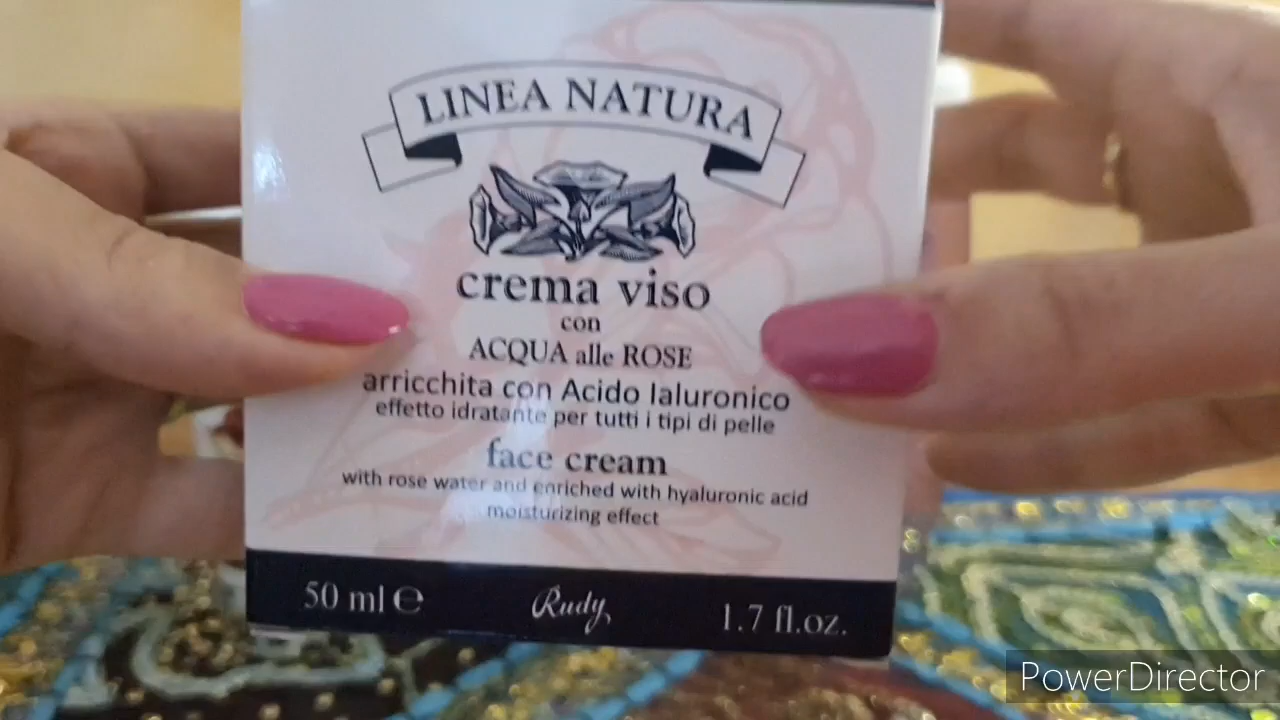 LINEA NATURA
crema viso
con
ACQUA alle ROSE
arricchita con Acido Ialuronico
effetto idratante per tutti i tipi di pelle
face cream
with rose water and enriched with hyaluronic acid
moisturizing effect
50 ml ℮ Rudy 1.7 fl.oz.
PowerDirector